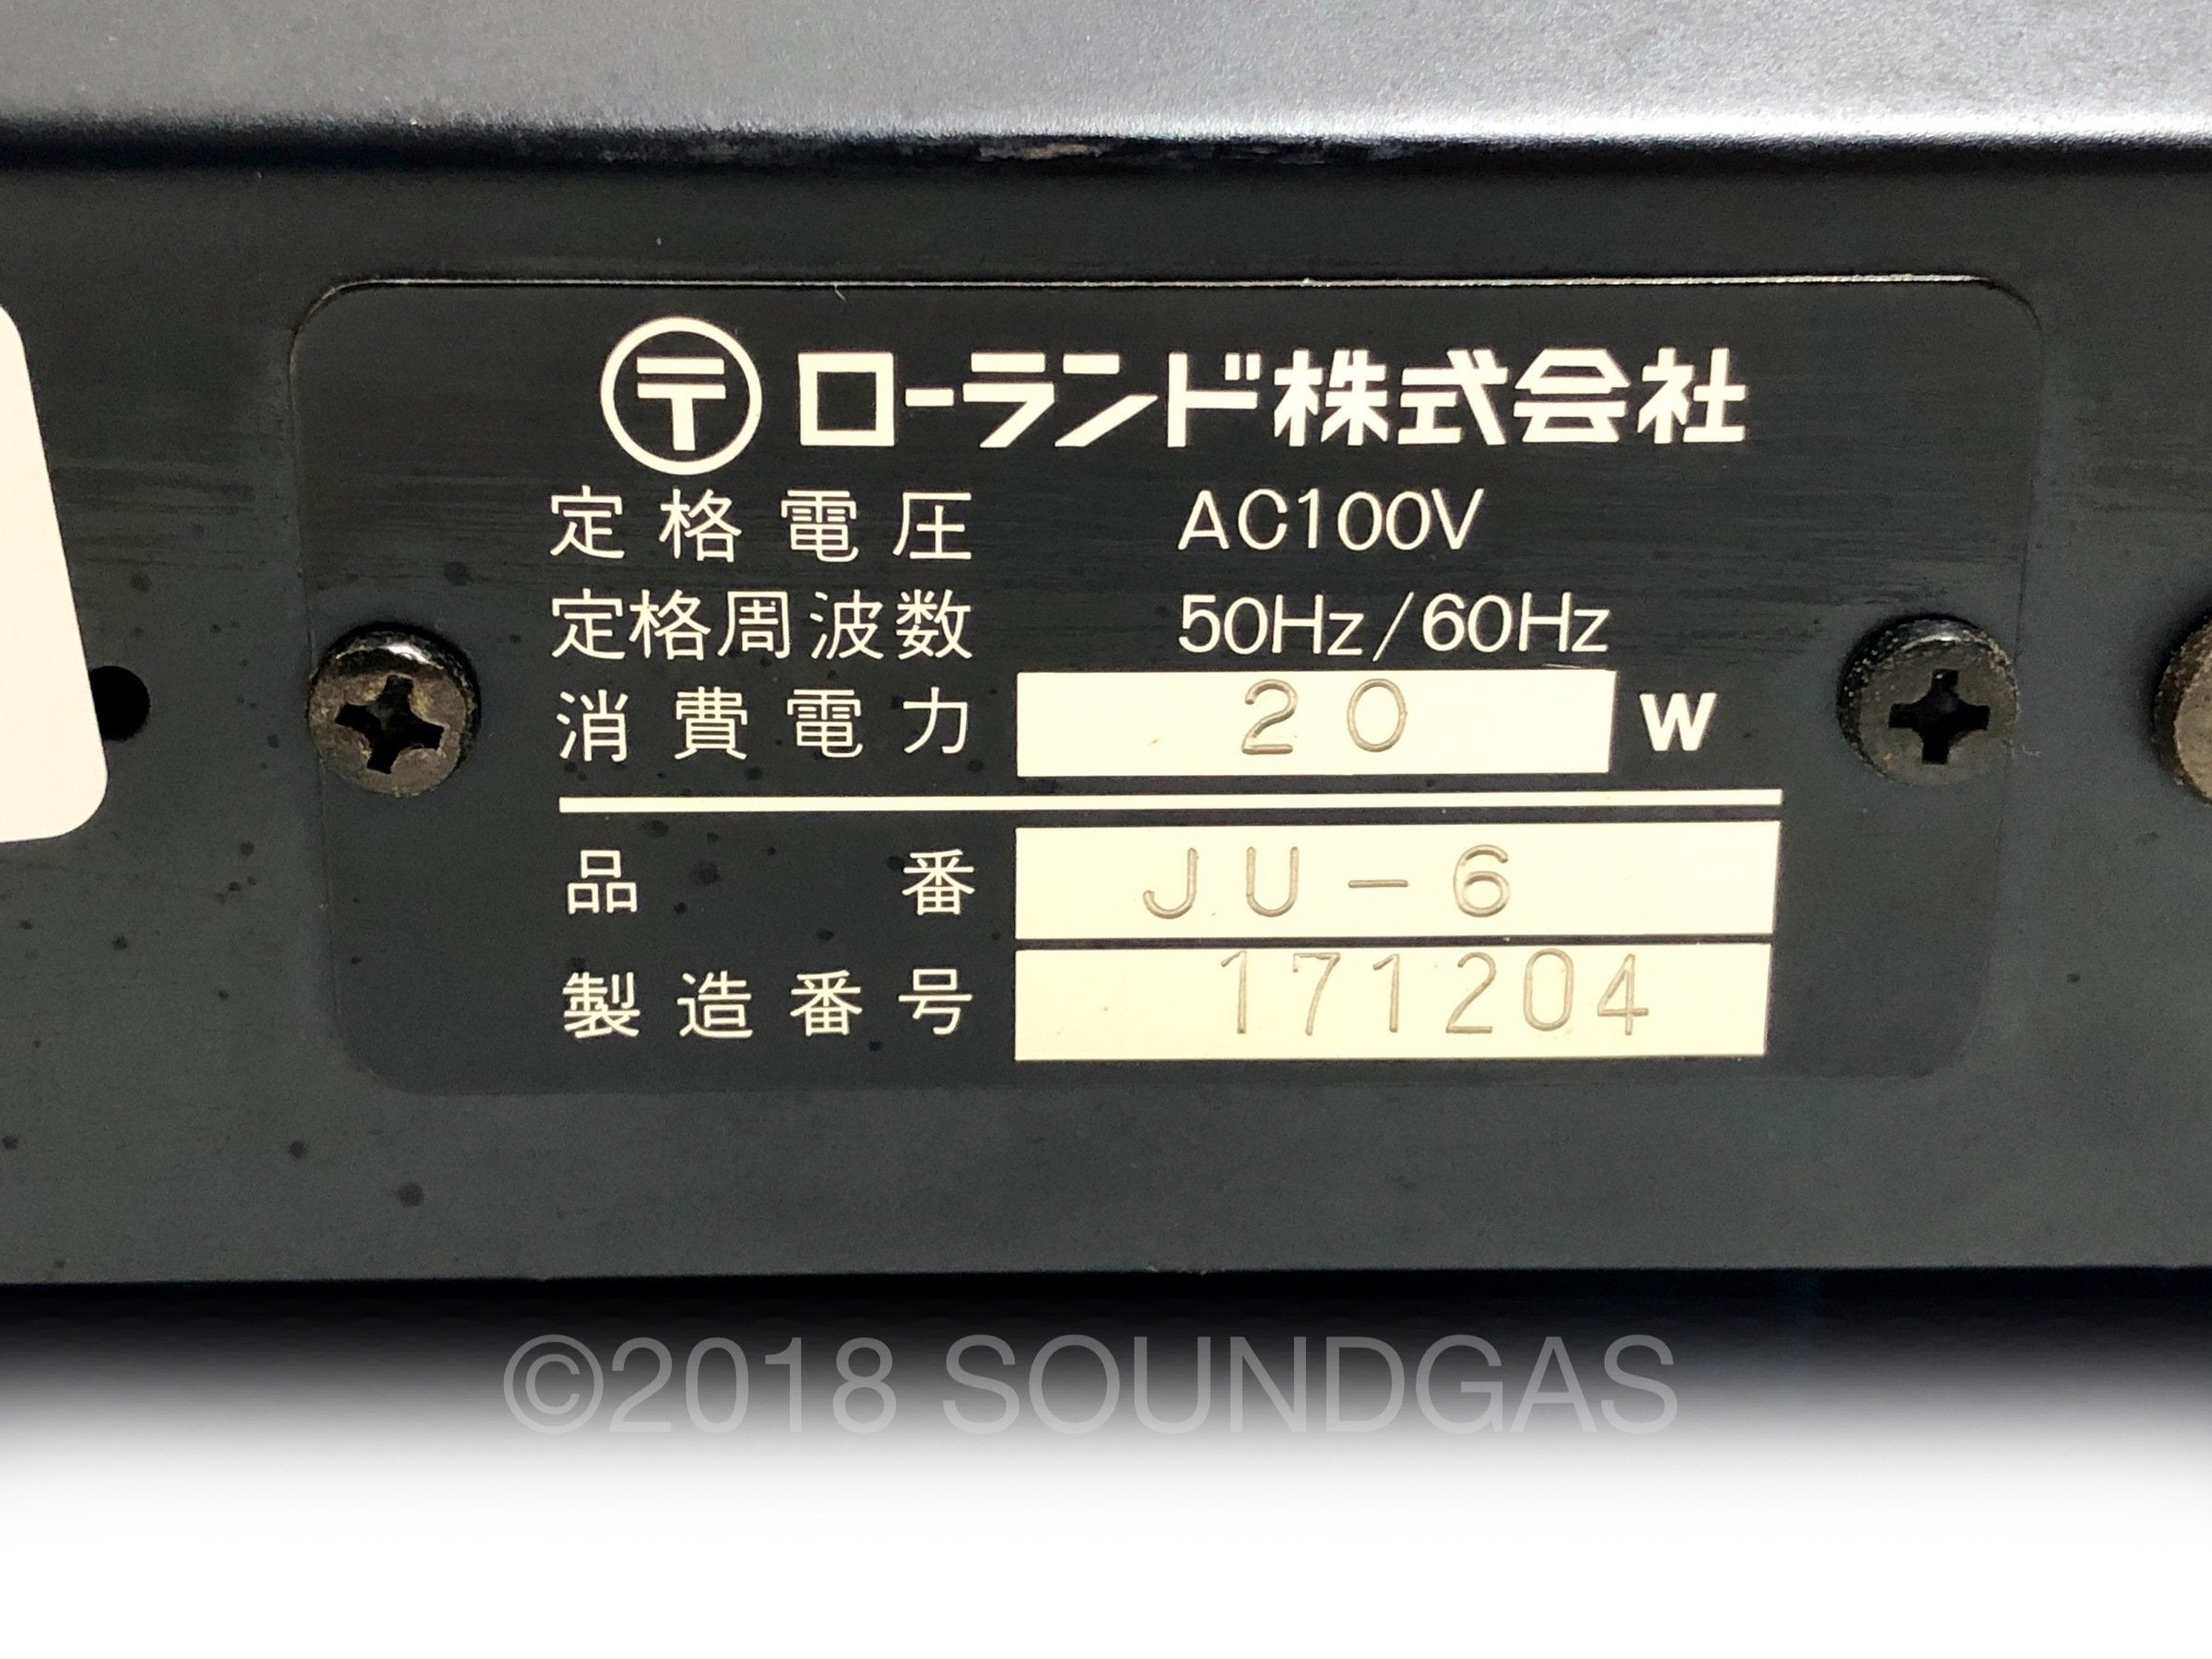 〒 ローランド株式会社
定格電圧 AC100V
定格周波数 50Hz/60Hz
消費電力 20 W
品番 JU-6
製造番号 171204
©2018 SOUNDGAS